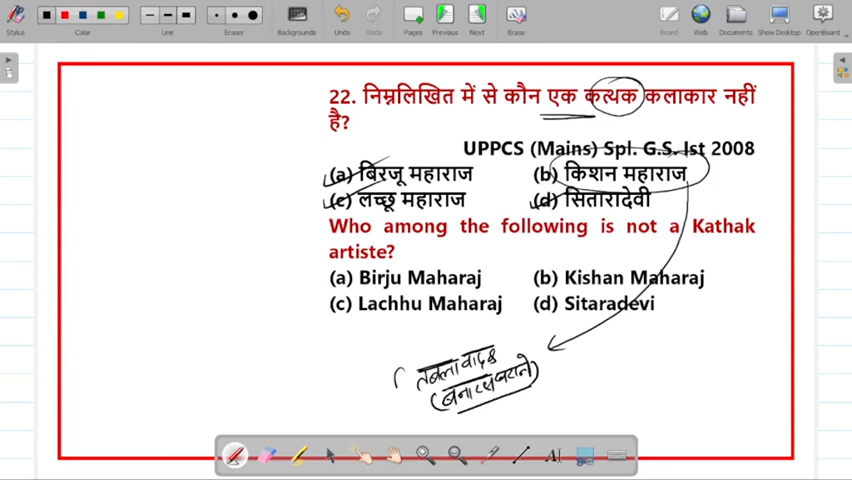 Stylus
Color
Line
Eraser
Backgrounds
Undo
Redo
Pages
Previous
Next
Erase
Board
Web
Documents
Show Desktop
OpenBoard
22. निम्नलिखित में से कौन एक कत्थक कलाकार नहीं
है?
UPPCS (Mains) Spl. G.S. Ist 2008
(a) बिरजू महाराज (b) किशन महाराज
(c) लच्छू महाराज (d) सितारादेवी
Who among the following is not a Kathak
artiste?
(a) Birju Maharaj (b) Kishan Maharaj
(c) Lachhu Maharaj (d) Sitaradevi
(तबला वादक
(बनारस घराने)